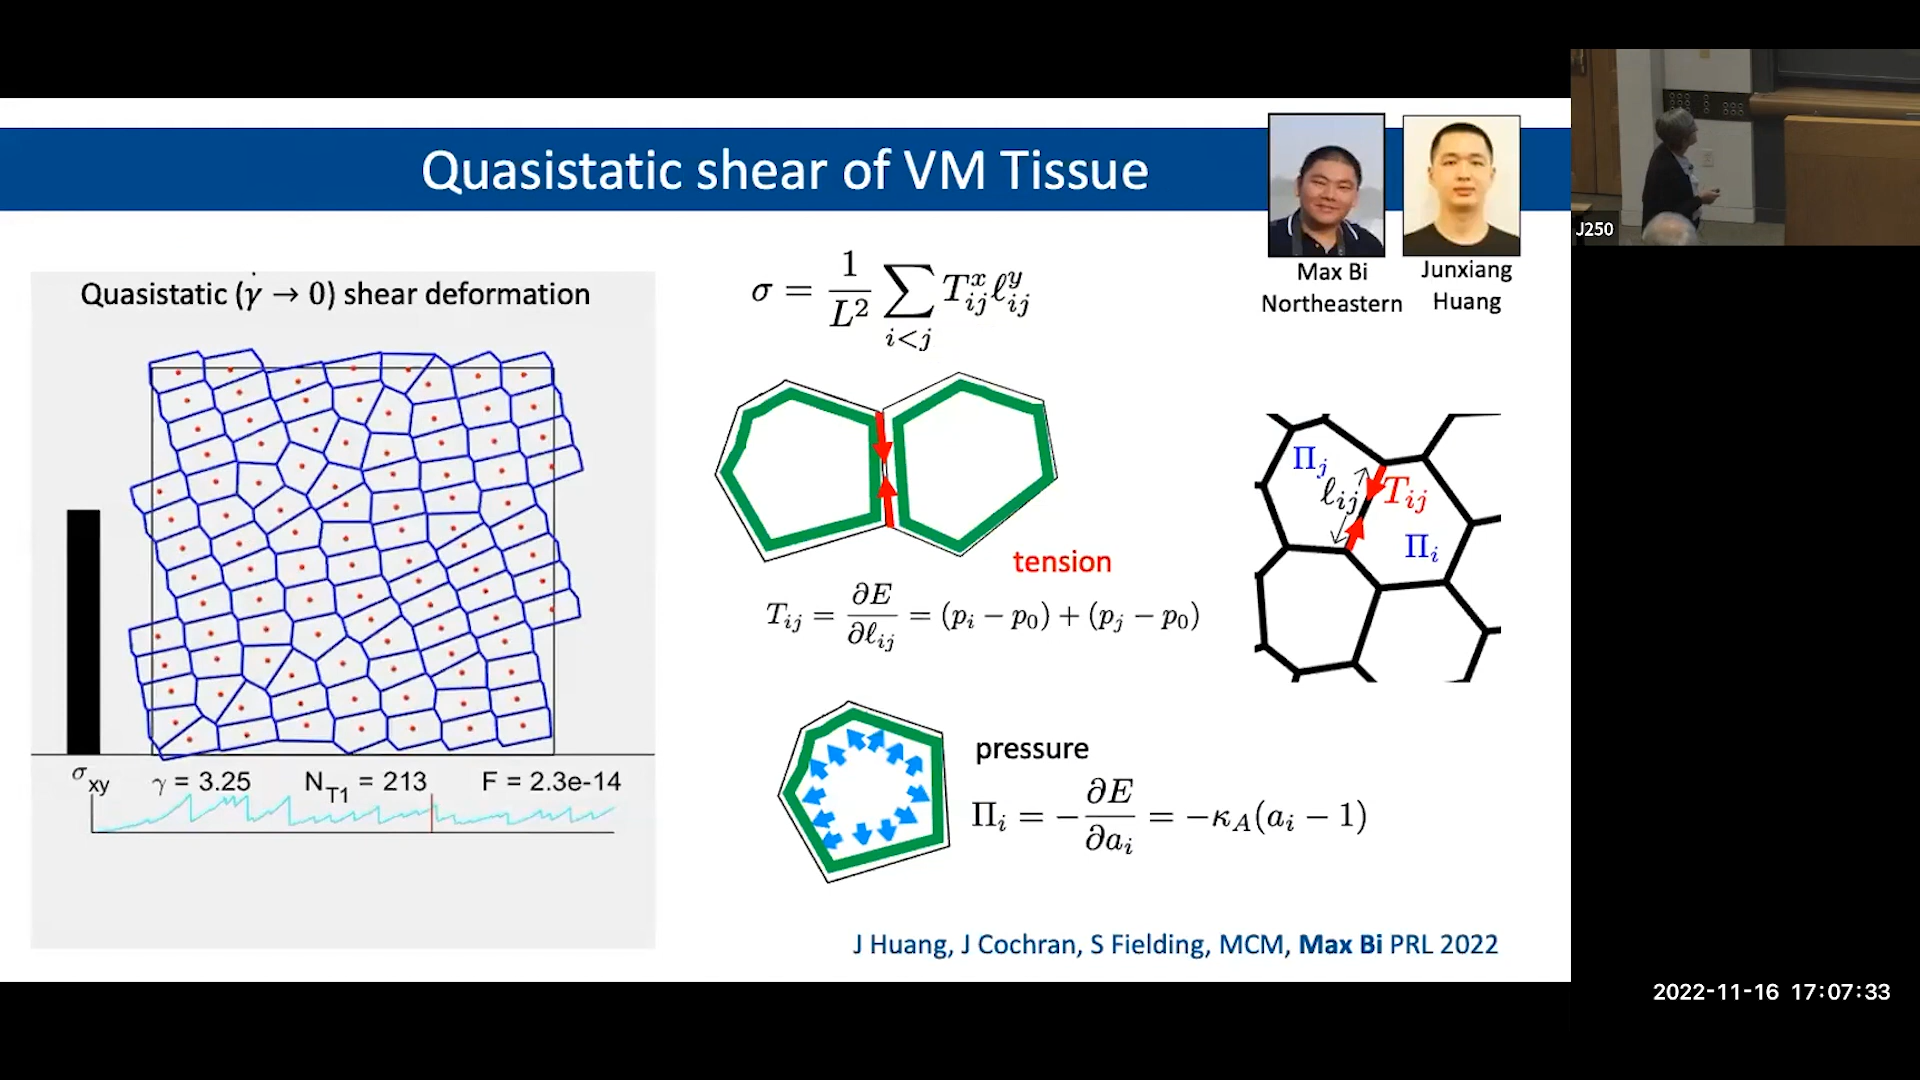 Quasistatic shear of VM Tissue
Max Bi
Northeastern
Junxiang
Huang
J250
Quasistatic (γ̇ → 0) shear deformation
σ = 1/L² ∑_{i<j} T^x_{ij} ℓ^y_{ij}
Π_j
ℓ_{ij}
T_{ij}
Π_i
tension
T_{ij} = ∂E/∂ℓ_{ij} = (p_i − p_0) + (p_j − p_0)
σ_{xy} γ = 3.25 N_{T1} = 213 F = 2.3e-14
pressure
Π_i = −∂E/∂a_i = −κ_A(a_i − 1)
J Huang, J Cochran, S Fielding, MCM, Max Bi PRL 2022
2022-11-16 17:07:33